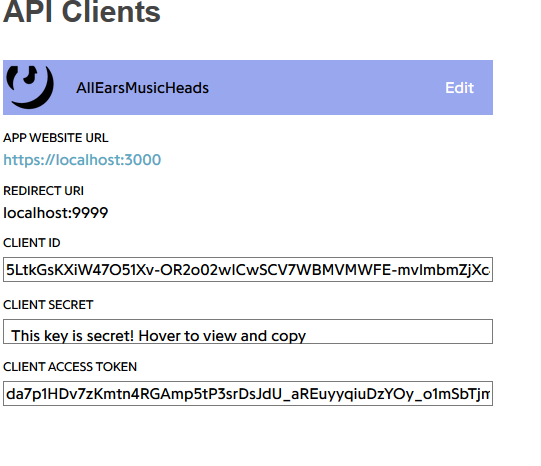 API Clients
AllEarsMusicHeads
Edit
APP WEBSITE URL
https://localhost:3000
REDIRECT URI
localhost:9999
CLIENT ID
5LtkGsKXiW47O51Xv-OR2o02wICwSCV7WBMVMWFE-mvImbmZjXc
CLIENT SECRET
This key is secret! Hover to view and copy
CLIENT ACCESS TOKEN
da7p1HDv7zKmtn4RGAmp5tP3srDsJdU_aREuyyqiuDzYOy_o1mSbTjm